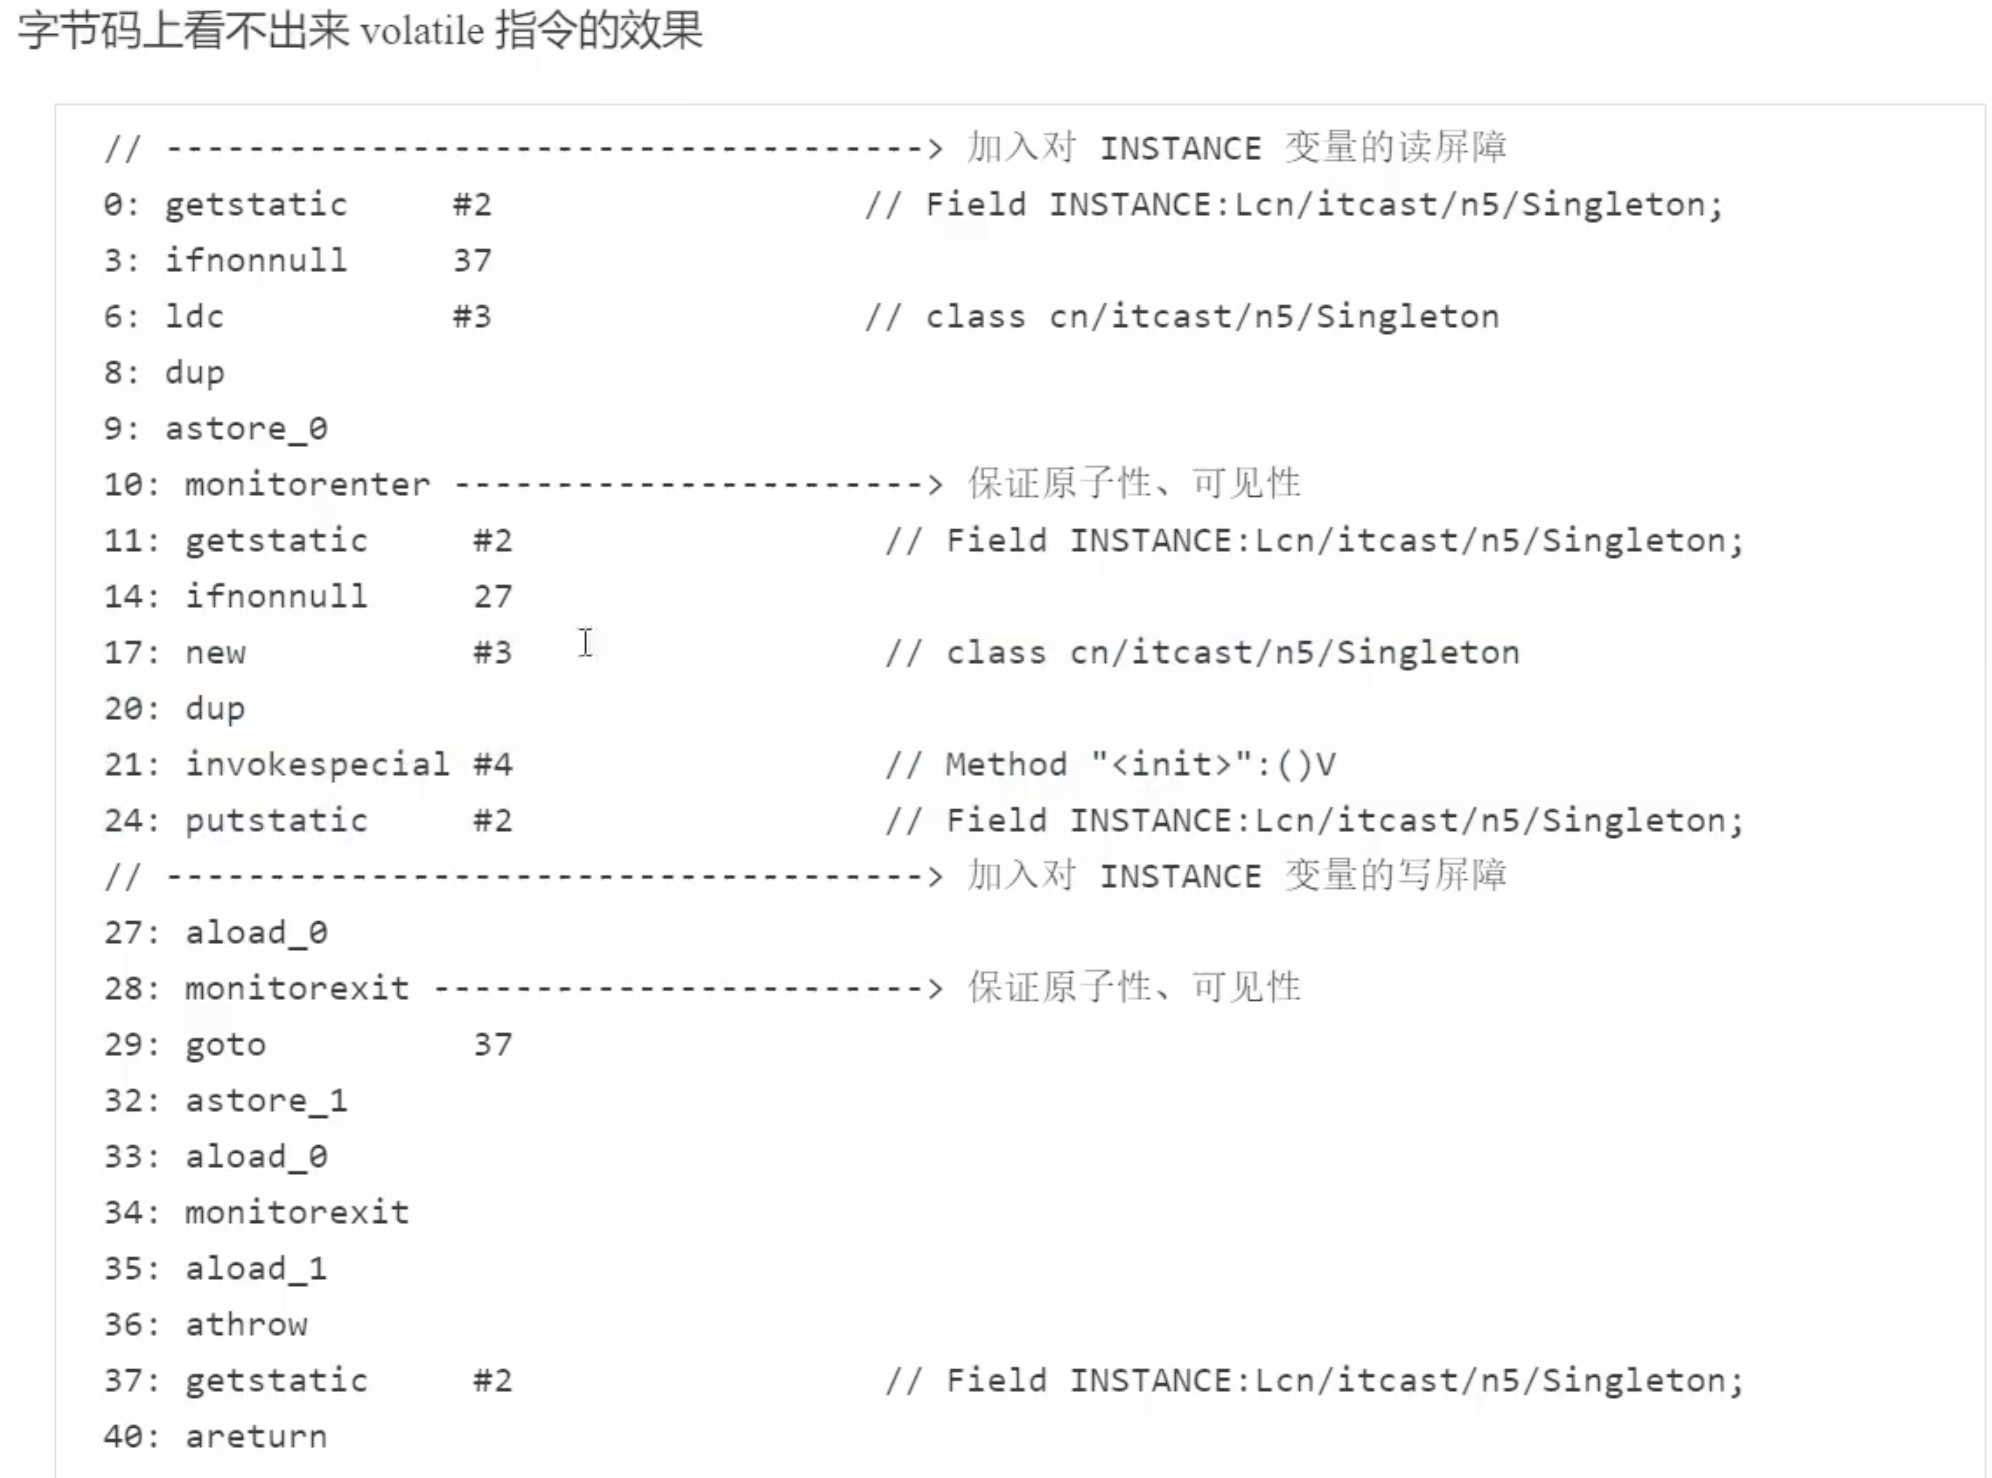 字节码上看不出来 volatile 指令的效果
// -------------------------------------> 加入对 INSTANCE 变量的读屏障
0: getstatic     #2                  // Field INSTANCE:Lcn/itcast/n5/Singleton;
3: ifnonnull     37
6: ldc           #3                  // class cn/itcast/n5/Singleton
8: dup
9: astore_0
10: monitorenter -----------------------> 保证原子性、可见性
11: getstatic     #2                  // Field INSTANCE:Lcn/itcast/n5/Singleton;
14: ifnonnull     27
17: new           #3                  // class cn/itcast/n5/Singleton
20: dup
21: invokespecial #4                  // Method "<init>":()V
24: putstatic     #2                  // Field INSTANCE:Lcn/itcast/n5/Singleton;
// -------------------------------------> 加入对 INSTANCE 变量的写屏障
27: aload_0
28: monitorexit ------------------------> 保证原子性、可见性
29: goto          37
32: astore_1
33: aload_0
34: monitorexit
35: aload_1
36: athrow
37: getstatic     #2                  // Field INSTANCE:Lcn/itcast/n5/Singleton;
40: areturn